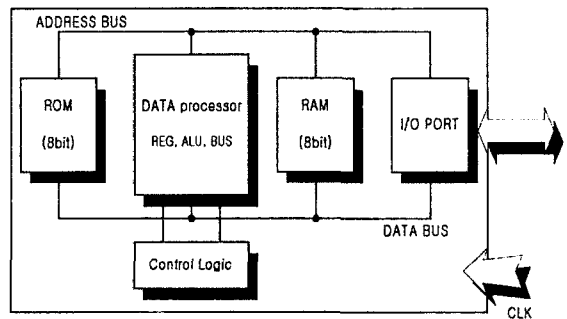 ADDRESS BUS
ROM
(8bit)
DATA processor
REG, ALU, BUS
RAM
(8bit)
I/O PORT
DATA BUS
Control Logic
CLK